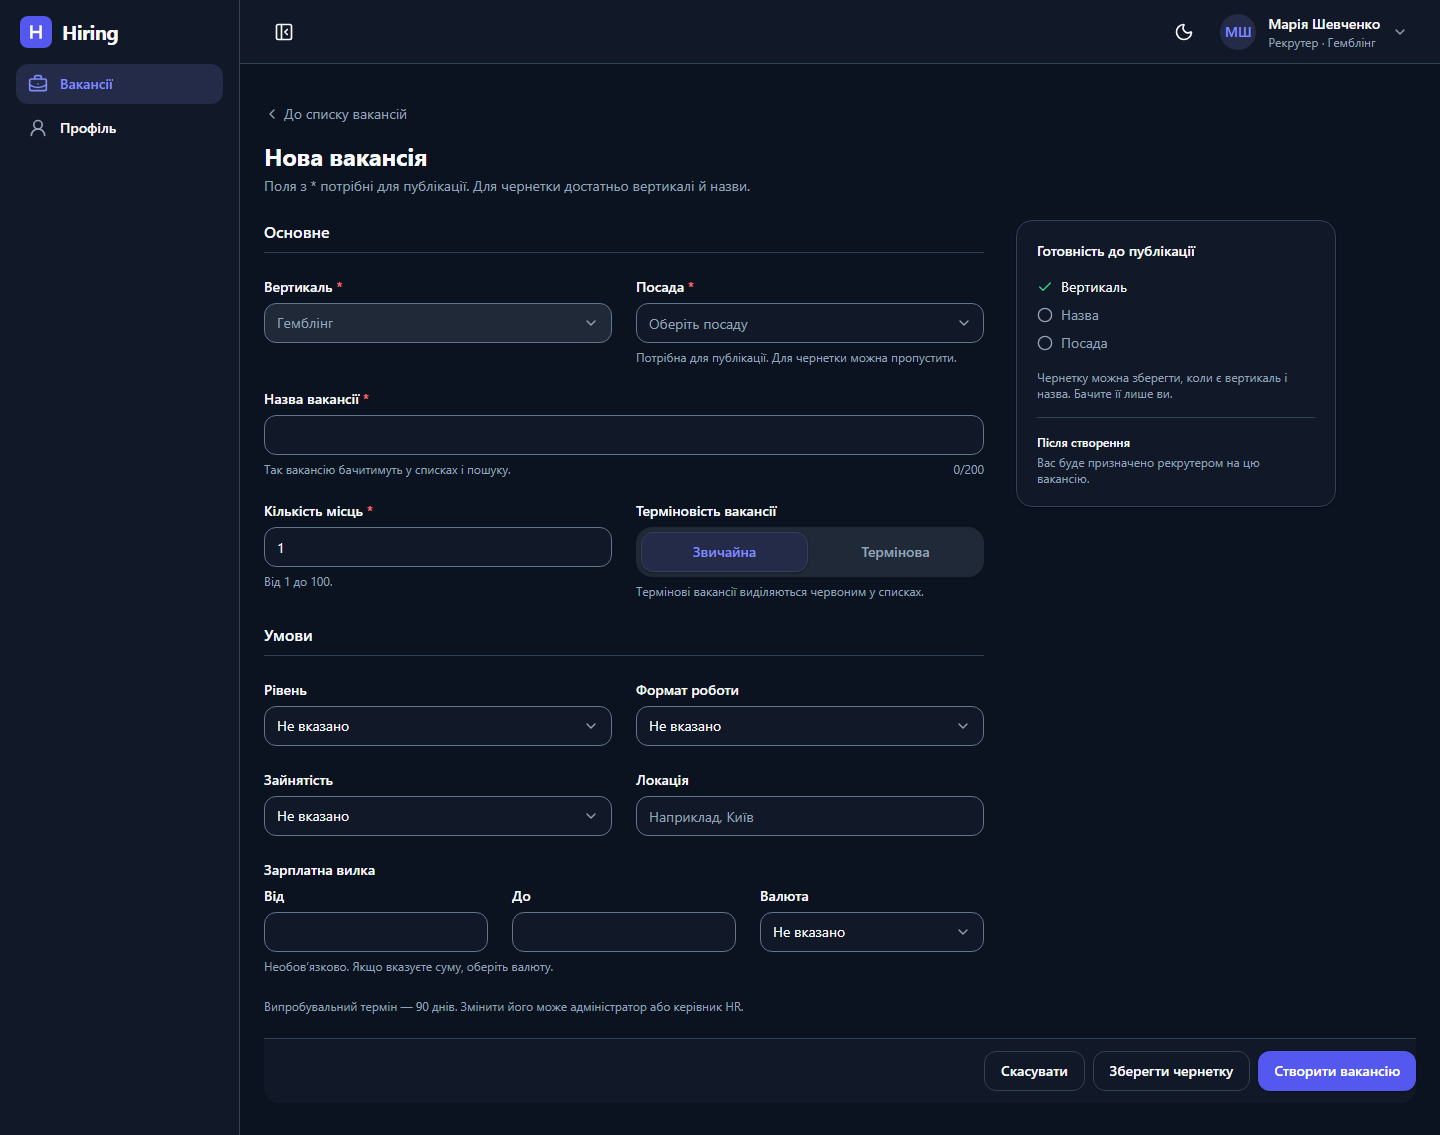 H Hiring
Вакансії
Профіль
МШ
Марія Шевченко
Рекрутер · Гемблінг
До списку вакансій
Нова вакансія
Поля з * потрібні для публікації. Для чернетки достатньо вертикалі й назви.
Основне
Вертикаль *
Гемблінг
Посада *
Оберіть посаду
Потрібна для публікації. Для чернетки можна пропустити.
Назва вакансії *
Так вакансію бачитимуть у списках і пошуку.
0/200
Кількість місць *
1
Від 1 до 100.
Терміновість вакансії
Звичайна
Термінова
Термінові вакансії виділяються червоним у списках.
Умови
Рівень
Не вказано
Формат роботи
Не вказано
Зайнятість
Не вказано
Локація
Наприклад, Київ
Зарплатна вилка
Від
До
Валюта
Не вказано
Необов'язково. Якщо вказуєте суму, оберіть валюту.
Випробувальний термін — 90 днів. Змінити його може адміністратор або керівник HR.
Готовність до публікації
Вертикаль
Назва
Посада
Чернетку можна зберегти, коли є вертикаль і
назва. Бачите її лише ви.
Після створення
Вас буде призначено рекрутером на цю
вакансію.
Скасувати
Зберегти чернетку
Створити вакансію